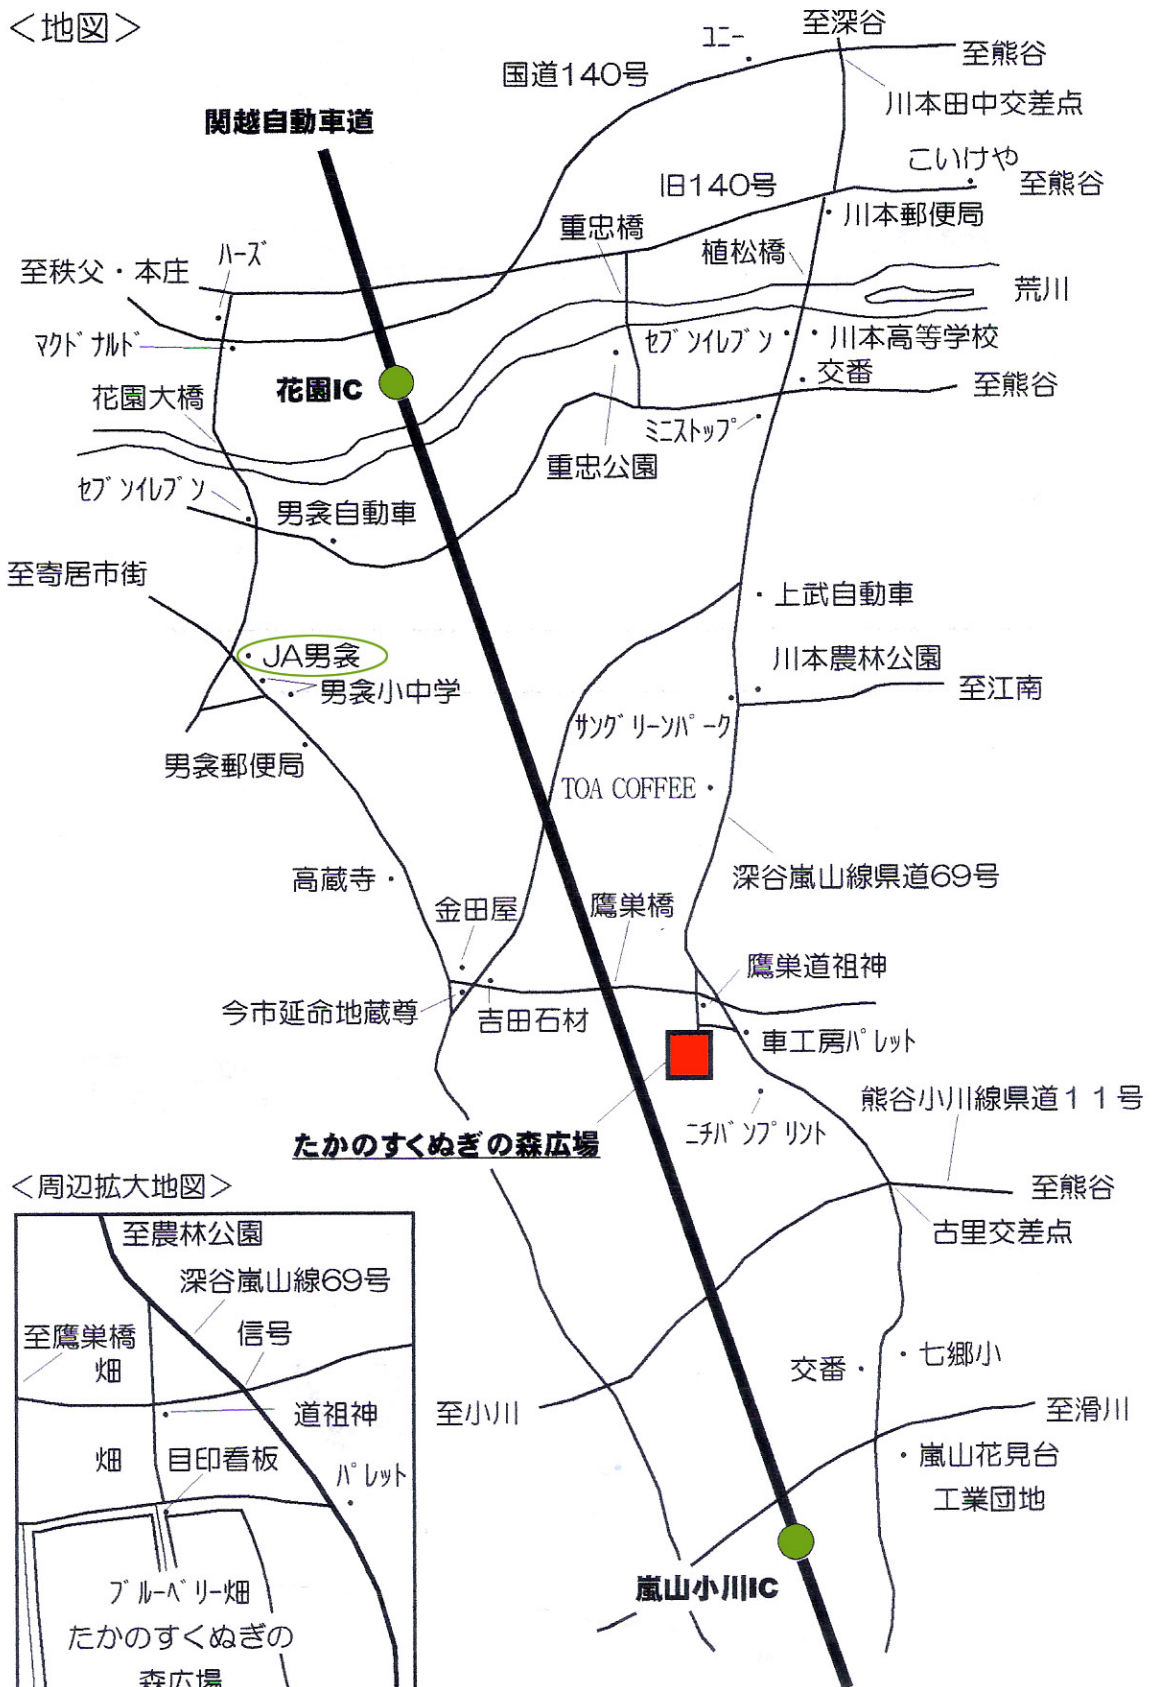 ＜地図＞
至深谷
ﾕﾆｰ
至熊谷
国道140号
川本田中交差点
関越自動車道
こいけや
旧140号
至熊谷
重忠橋
川本郵便局
ﾊｰｽﾞ
植松橋
至秩父・本庄
荒川
ﾏｸﾄﾞﾅﾙﾄﾞ
ｾﾌﾞﾝｲﾚﾌﾞﾝ
川本高等学校
交番
花園IC
至熊谷
花園大橋
ﾐﾆｽﾄｯﾌﾟ
重忠公園
ｾﾌﾞﾝｲﾚﾌﾞﾝ
男衾自動車
至寄居市街
上武自動車
JA男衾
川本農林公園
男衾小中学
至江南
ｻﾝｸﾞﾘｰﾝﾊﾟｰｸ
男衾郵便局
TOA COFFEE
高蔵寺
深谷嵐山線県道69号
金田屋
鷹巣橋
鷹巣道祖神
今市延命地蔵尊
吉田石材
車工房ﾊﾟﾚｯﾄ
熊谷小川線県道１１号
ﾆﾁﾊﾞﾝﾌﾟﾘﾝﾄ
たかのすくぬぎの森広場
至熊谷
古里交差点
七郷小
交番
至小川
至滑川
嵐山花見台
工業団地
嵐山小川IC
＜周辺拡大地図＞
至農林公園
深谷嵐山線69号
至鷹巣橋
信号
畑
道祖神
畑
目印看板
ﾊﾟﾚｯﾄ
ﾌﾞﾙｰﾍﾞﾘｰ畑
たかのすくぬぎの
森広場